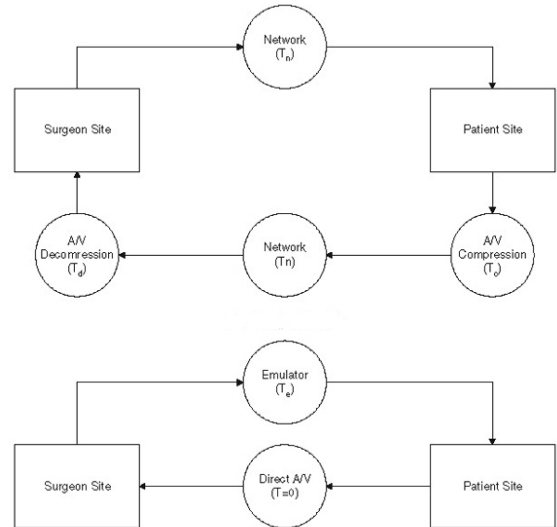 Network
(Tn)
Surgeon Site
Patient Site
A/V
Decomression
(Td)
Network
(Tn)
A/V
Compression
(Tc)
Emulator
(Te)
Surgeon Site
Direct A/V
(T=0)
Patient Site